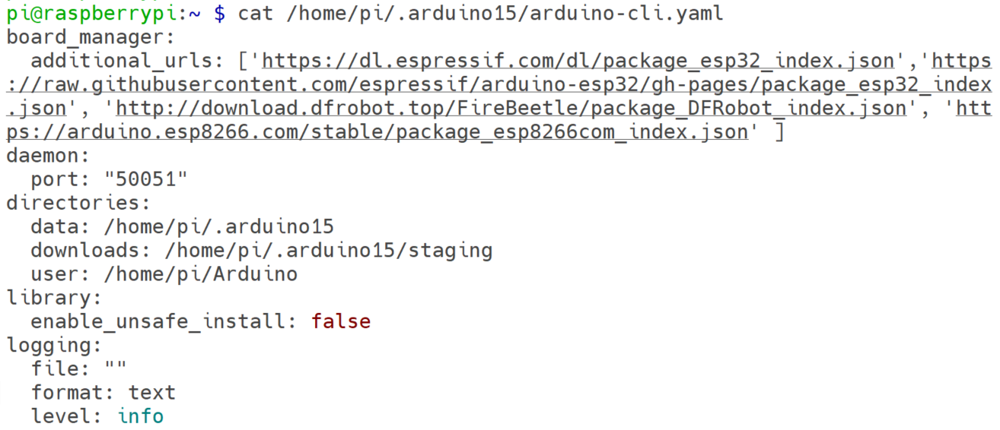 pi@raspberrypi:~ $ cat /home/pi/.arduino15/arduino-cli.yaml
board_manager:
  additional_urls: ['https://dl.espressif.com/dl/package_esp32_index.json','https
://raw.githubusercontent.com/espressif/arduino-esp32/gh-pages/package_esp32_index
.json', 'http://download.dfrobot.top/FireBeetle/package_DFRobot_index.json', 'htt
ps://arduino.esp8266.com/stable/package_esp8266com_index.json' ]
daemon:
  port: "50051"
directories:
  data: /home/pi/.arduino15
  downloads: /home/pi/.arduino15/staging
  user: /home/pi/Arduino
library:
  enable_unsafe_install: false
logging:
  file: ""
  format: text
  level: info